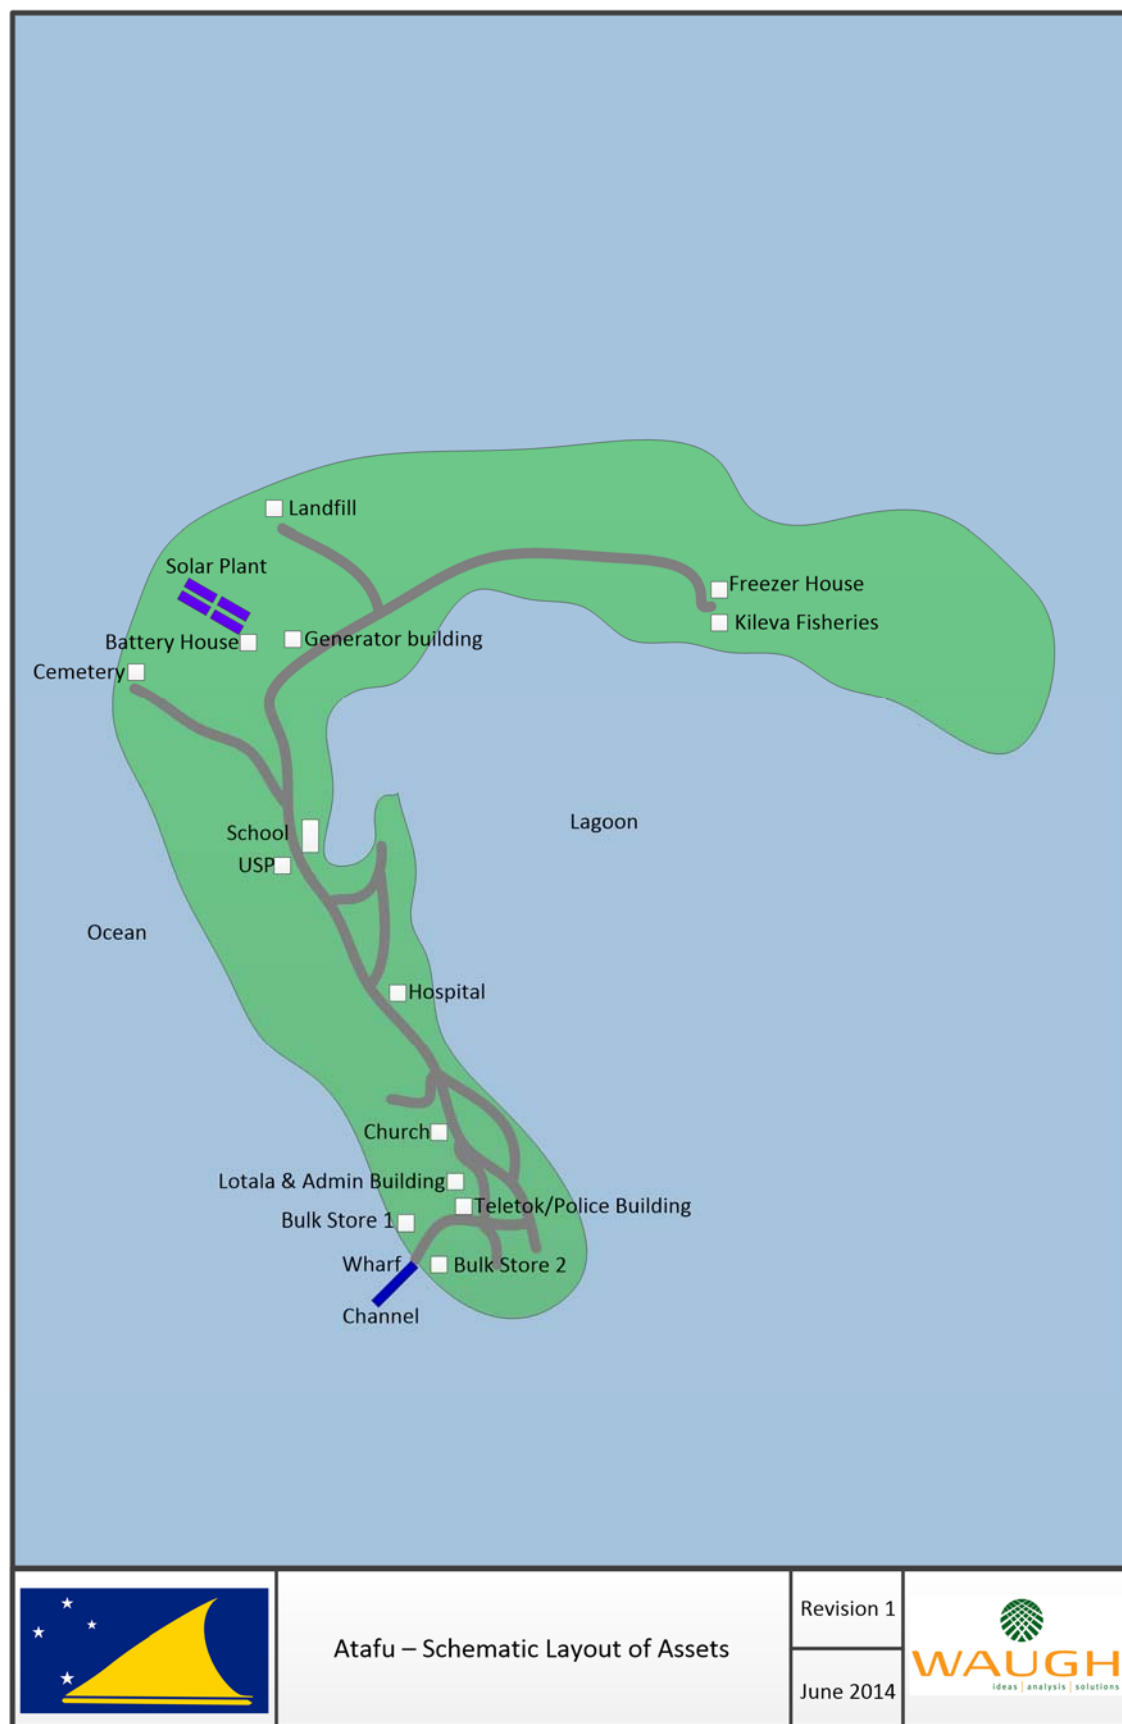 Landfill
Solar Plant
Freezer House
Kileva Fisheries
Generator building
Battery House
Cemetery
Lagoon
School
USP
Ocean
Hospital
Church
Lotala & Admin Building
Teletok/Police Building
Bulk Store 1
Wharf
Bulk Store 2
Channel
Atafu – Schematic Layout of Assets
Revision 1
June 2014
WAUGH
ideas | analysis | solutions